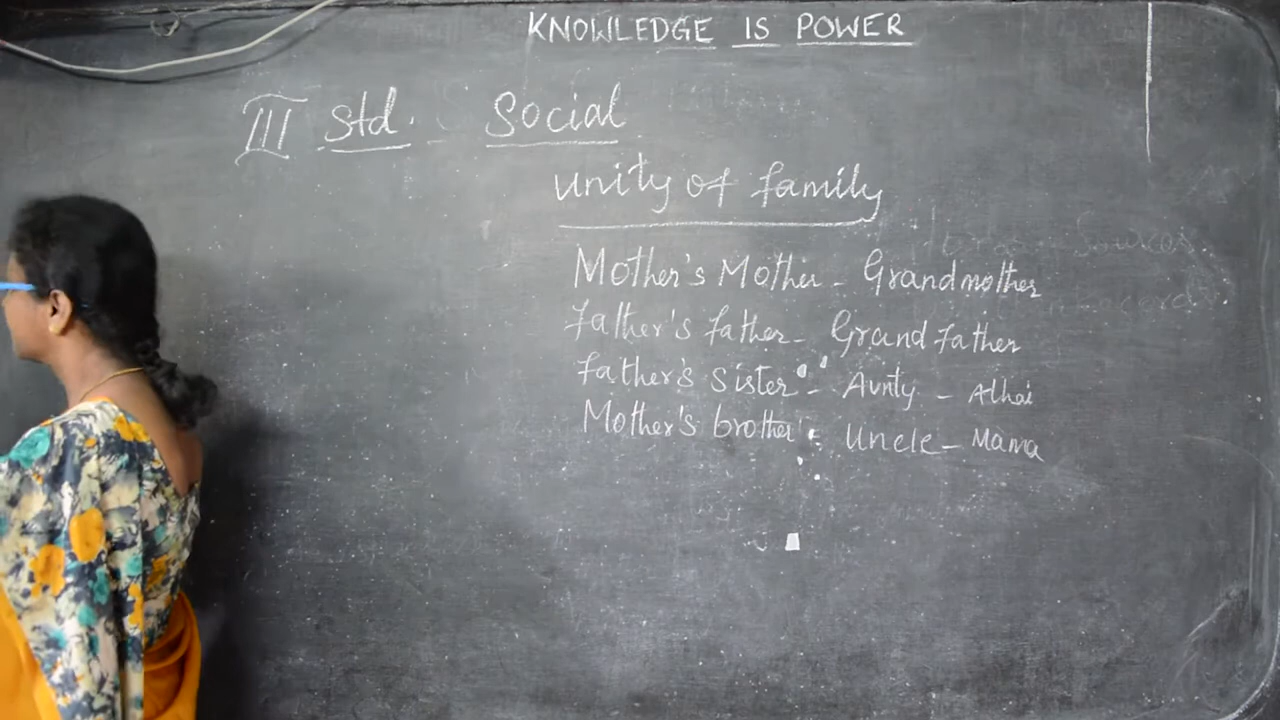 KNOWLEDGE IS POWER
III Std. Social
Unity of family
Mother's Mother - Grandmother
Father's father - Grand father
Father's Sister - Aunty - Athai
Mother's brother - Uncle - Mama